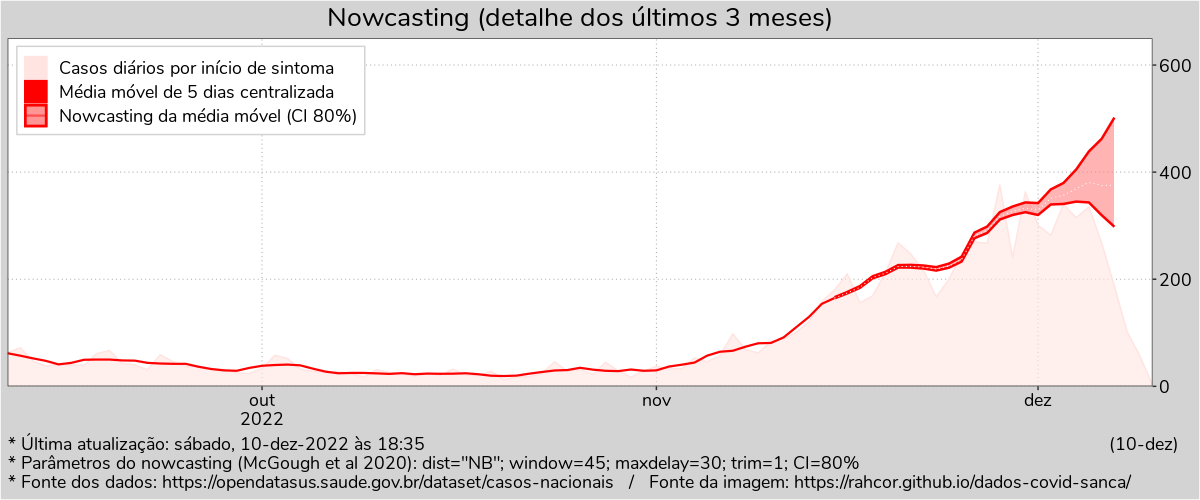 Nowcasting (detalhe dos últimos 3 meses)
Casos diários por início de sintoma
Média móvel de 5 dias centralizada
Nowcasting da média móvel (CI 80%)
600
400
200
0
out
2022
nov
dez
* Última atualização: sábado, 10-dez-2022 às 18:35
(10-dez)
* Parâmetros do nowcasting (McGough et al 2020): dist="NB"; window=45; maxdelay=30; trim=1; CI=80%
* Fonte dos dados: https://opendatasus.saude.gov.br/dataset/casos-nacionais / Fonte da imagem: https://rahcor.github.io/dados-covid-sanca/